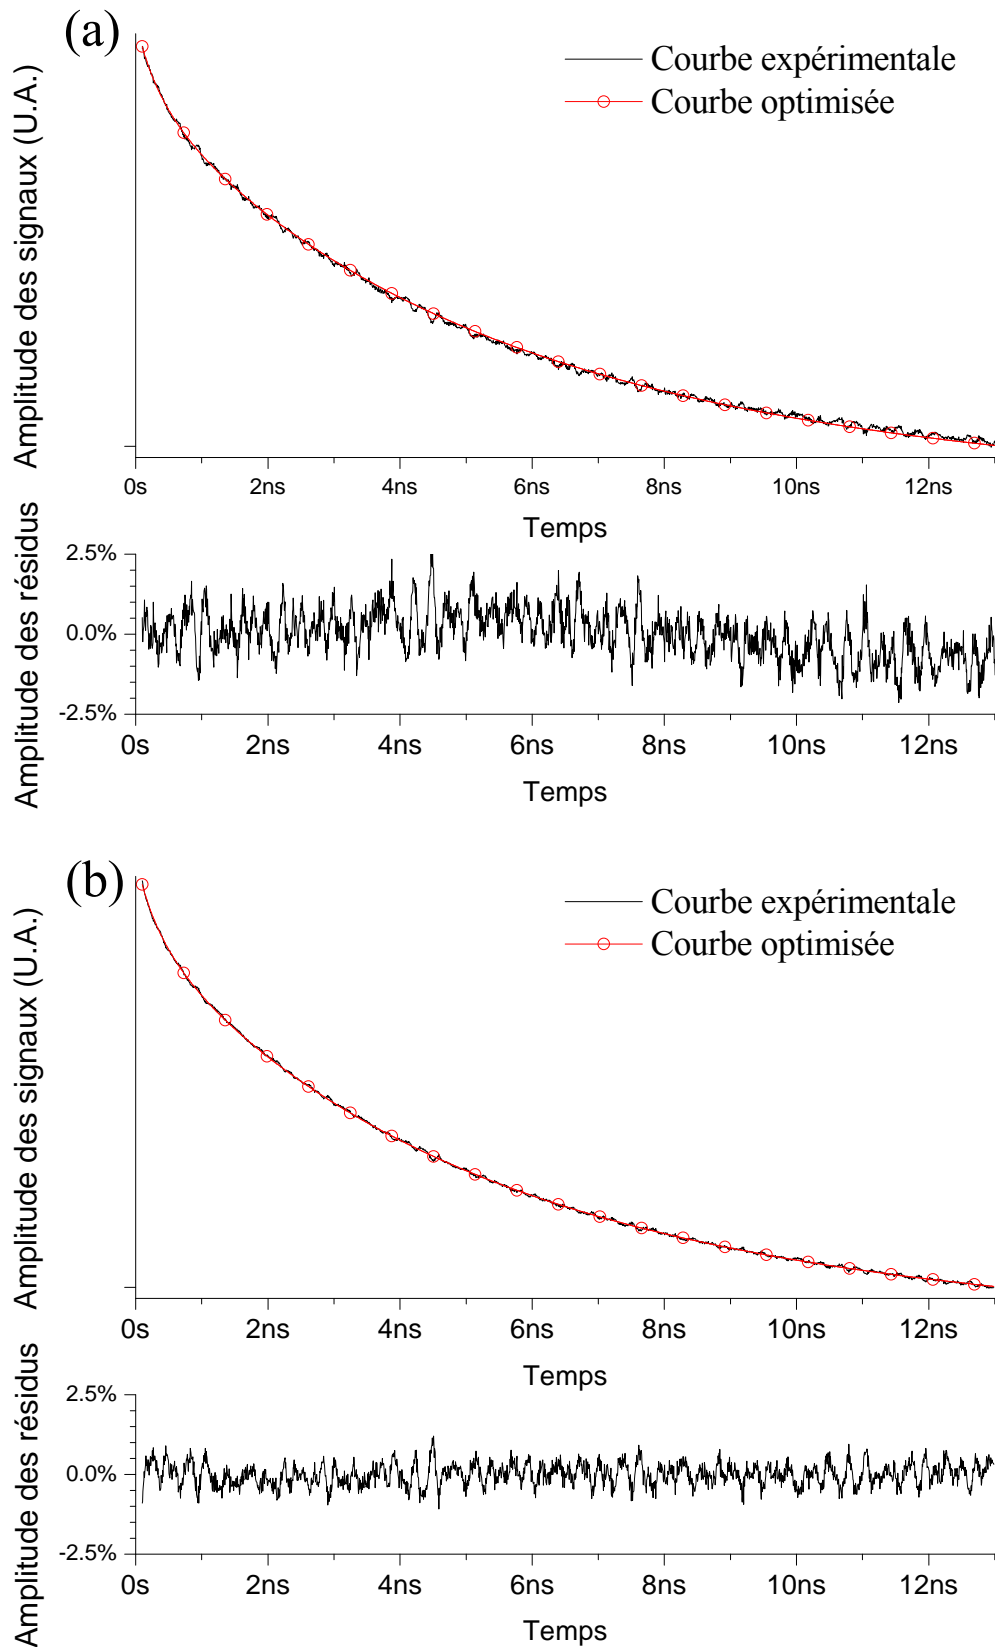 (a)
Courbe expérimentale
Courbe optimisée
Amplitude des signaux (U.A.)
0s 2ns 4ns 6ns 8ns 10ns 12ns
Temps
Amplitude des résidus
2.5%
0.0%
-2.5%
0s 2ns 4ns 6ns 8ns 10ns 12ns
Temps
(b)
Courbe expérimentale
Courbe optimisée
Amplitude des signaux (U.A.)
0s 2ns 4ns 6ns 8ns 10ns 12ns
Temps
Amplitude des résidus
2.5%
0.0%
-2.5%
0s 2ns 4ns 6ns 8ns 10ns 12ns
Temps